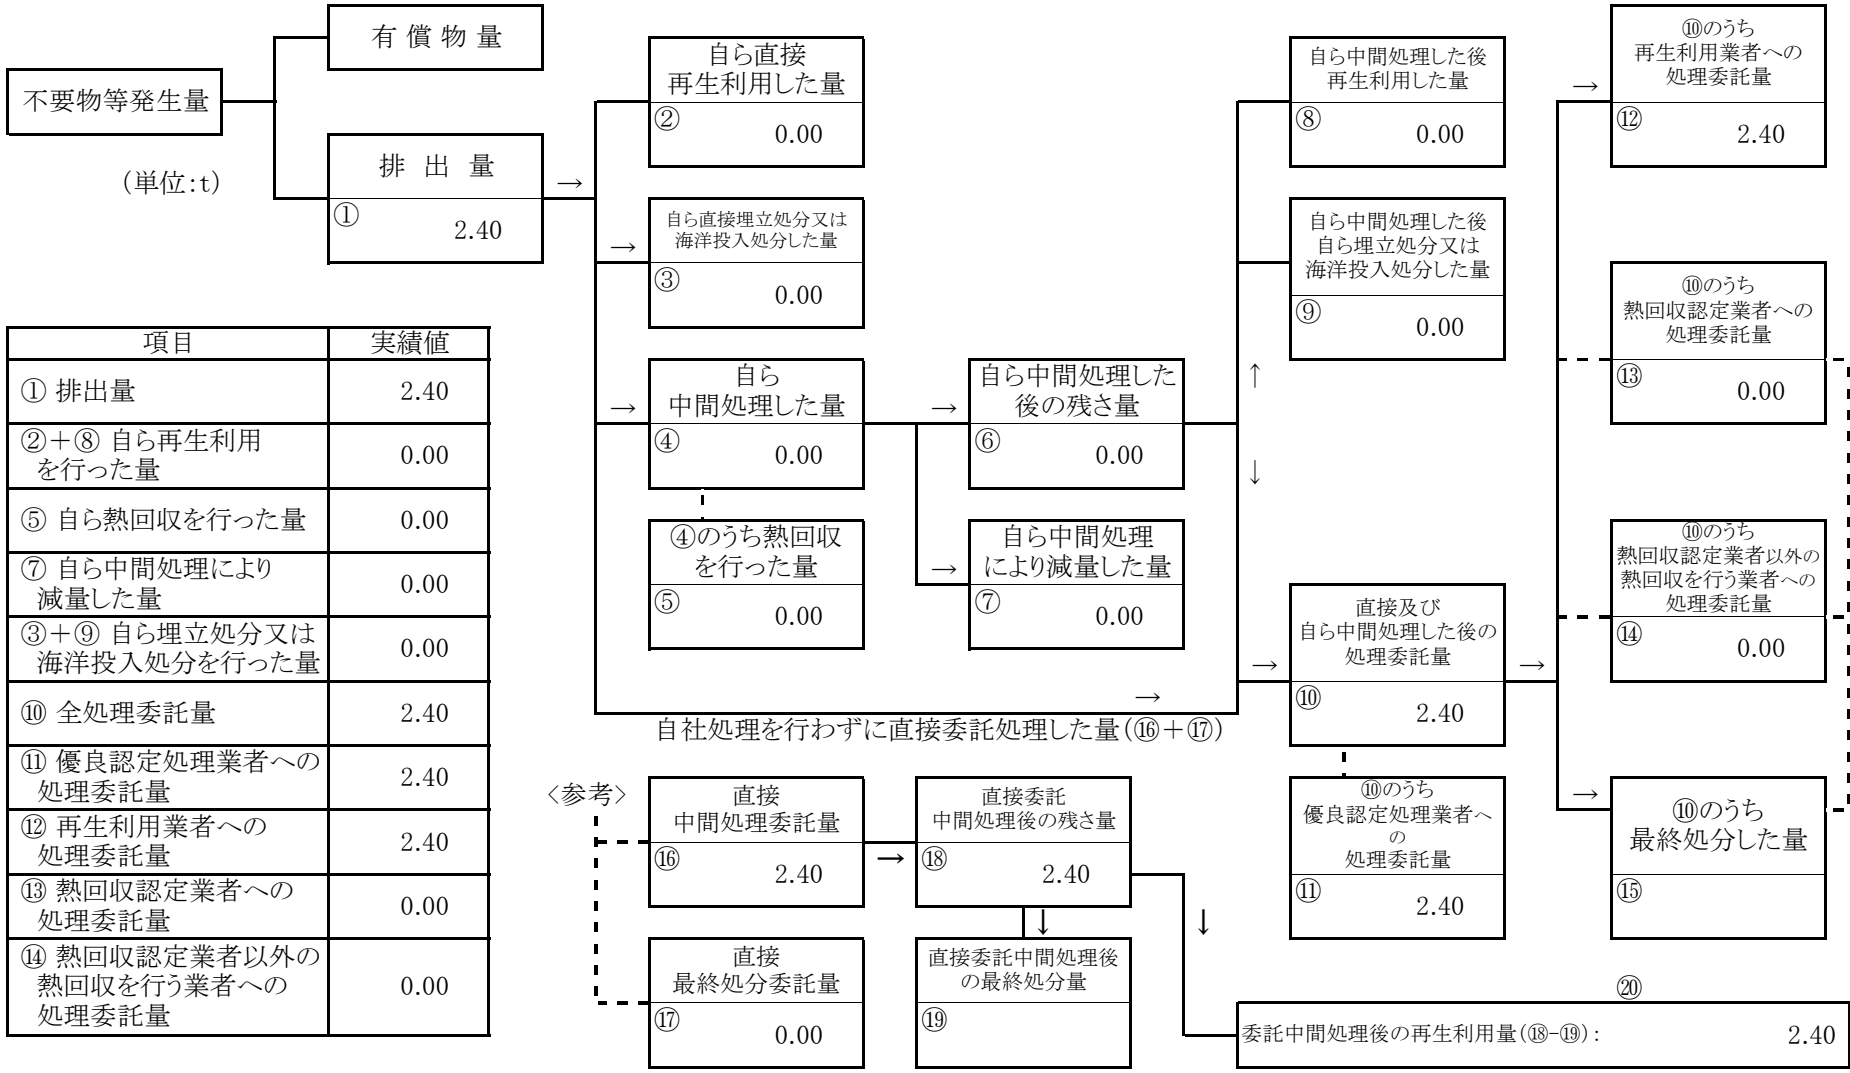 不要物等発生量
(単位:t)
有 償 物 量
排 出 量
①
2.40
→
自ら直接
再生利用した量
②
0.00
→
自ら直接埋立処分又は
海洋投入処分した量
③
0.00
→
自ら
中間処理した量
④
0.00
④のうち熱回収
を行った量
⑤
0.00
→
自ら中間処理した
後の残さ量
⑥
0.00
→
自ら中間処理
により減量した量
⑦
0.00
↑
↓
自ら中間処理した後
再生利用した量
⑧
0.00
自ら中間処理した後
自ら埋立処分又は
海洋投入処分した量
⑨
0.00
→
→
自社処理を行わずに直接委託処理した量(⑯+⑰)
直接及び
自ら中間処理した後の
処理委託量
⑩
2.40
→
⑩のうち
優良認定処理業者へ
の
処理委託量
⑪
2.40
→
⑩のうち
再生利用業者への
処理委託量
⑫
2.40
⑩のうち
熱回収認定業者への
処理委託量
⑬
0.00
⑩のうち
熱回収認定業者以外の
熱回収を行う業者への
処理委託量
⑭
0.00
→
⑩のうち
最終処分した量
⑮
項目 実績値
① 排出量 2.40
②+⑧ 自ら再生利用
を行った量 0.00
⑤ 自ら熱回収を行った量 0.00
⑦ 自ら中間処理により
減量した量 0.00
③+⑨ 自ら埋立処分又は
海洋投入処分を行った量 0.00
⑩ 全処理委託量 2.40
⑪ 優良認定処理業者への
処理委託量 2.40
⑫ 再生利用業者への
処理委託量 2.40
⑬ 熱回収認定業者への
処理委託量 0.00
⑭ 熱回収認定業者以外の
熱回収を行う業者への
処理委託量 0.00
<参考>
直接
中間処理委託量
⑯
2.40
→
直接委託
中間処理後の残さ量
⑱
2.40
↓
↓
直接
最終処分委託量
⑰
0.00
直接委託中間処理後
の最終処分量
⑲
⑳
委託中間処理後の再生利用量(⑱-⑲): 2.40